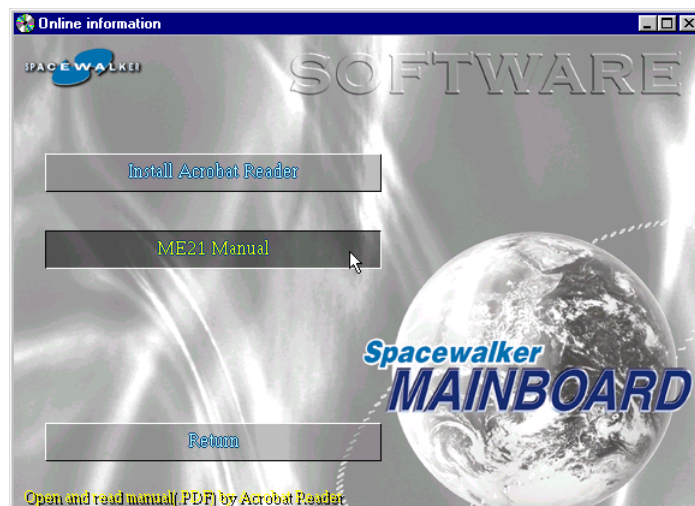 Online information
SPACEWALKER
SOFTWARE
Install Acrobat Reader
ME21 Manual
Spacewalker
MAINBOARD
Return
Open and read manual(.PDF) by Acrobat Reader.